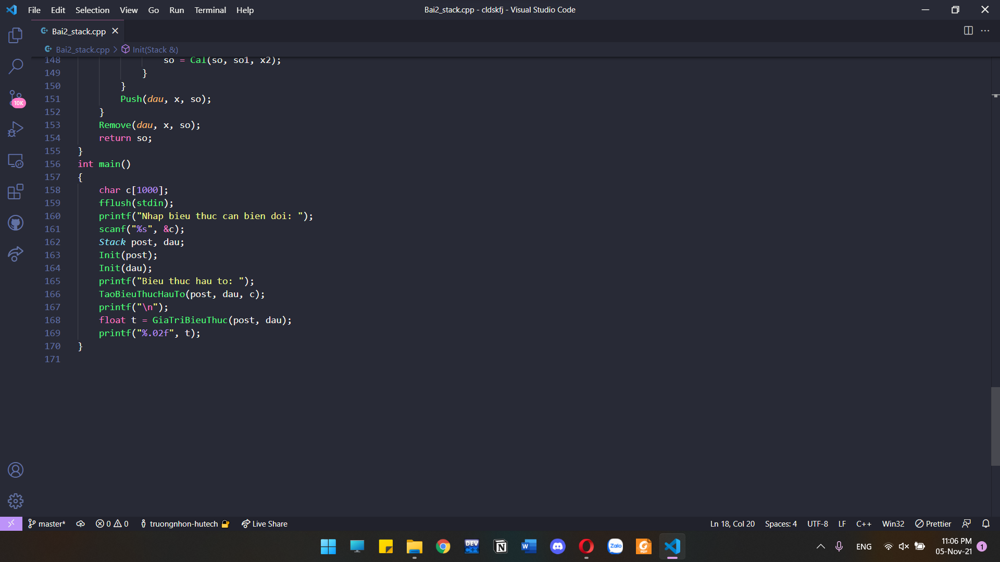 File Edit Selection View Go Run Terminal Help
Bai2_stack.cpp - cldskfj - Visual Studio Code
Bai2_stack.cpp
Bai2_stack.cpp > Init(Stack &)
148 so = Cal(so, so1, x2);
149 }
150 }
151 Push(dau, x, so);
152 }
153 Remove(dau, x, so);
154 return so;
155 }
156 int main()
157 {
158 char c[1000];
159 fflush(stdin);
160 printf("Nhap bieu thuc can bien doi: ");
161 scanf("%s", &c);
162 Stack post, dau;
163 Init(post);
164 Init(dau);
165 printf("Bieu thuc hau to: ");
166 TaoBieuThucHauTo(post, dau, c);
167 printf("\n");
168 float t = GiaTriBieuThuc(post, dau);
169 printf("%.02f", t);
170 }
171
10K
master* 0 0 truongnhon-hutech Live Share
Ln 18, Col 20 Spaces: 4 UTF-8 LF C++ Win32 Prettier
DEV C++ N W Zalo PDF
ENG
11:06 PM
05-Nov-21 1